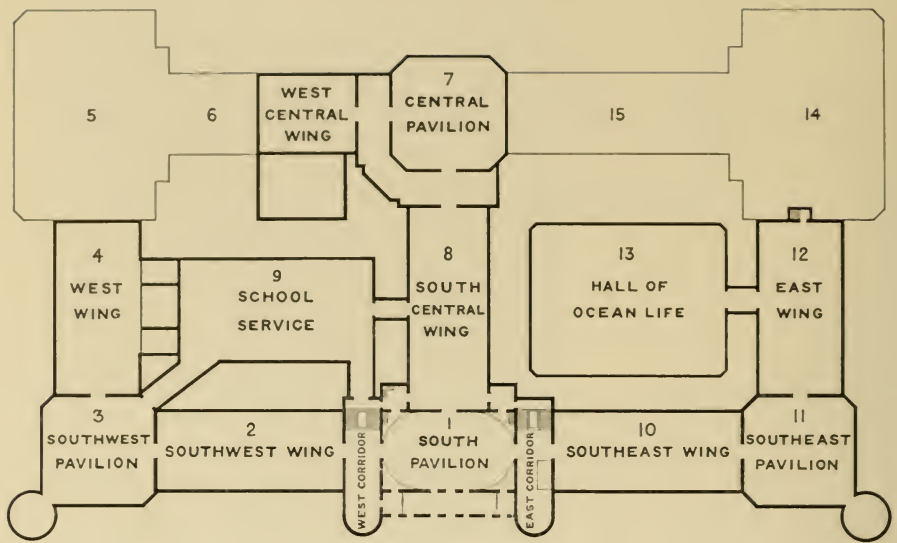 5
6
WEST
CENTRAL
WING
7
CENTRAL
PAVILION
15
14
4
WEST
WING
9
SCHOOL
SERVICE
8
SOUTH
CENTRAL
WING
13
HALL OF
OCEAN LIFE
12
EAST
WING
3
SOUTHWEST
PAVILION
2
SOUTHWEST WING
WEST CORRIDOR
1
SOUTH
PAVILION
EAST CORRIDOR
10
SOUTHEAST WING
11
SOUTHEAST
PAVILION